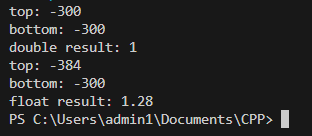 top: -300
bottom: -300
double result: 1
top: -384
bottom: -300
float result: 1.28
PS C:\Users\admin1\Documents\CPP>